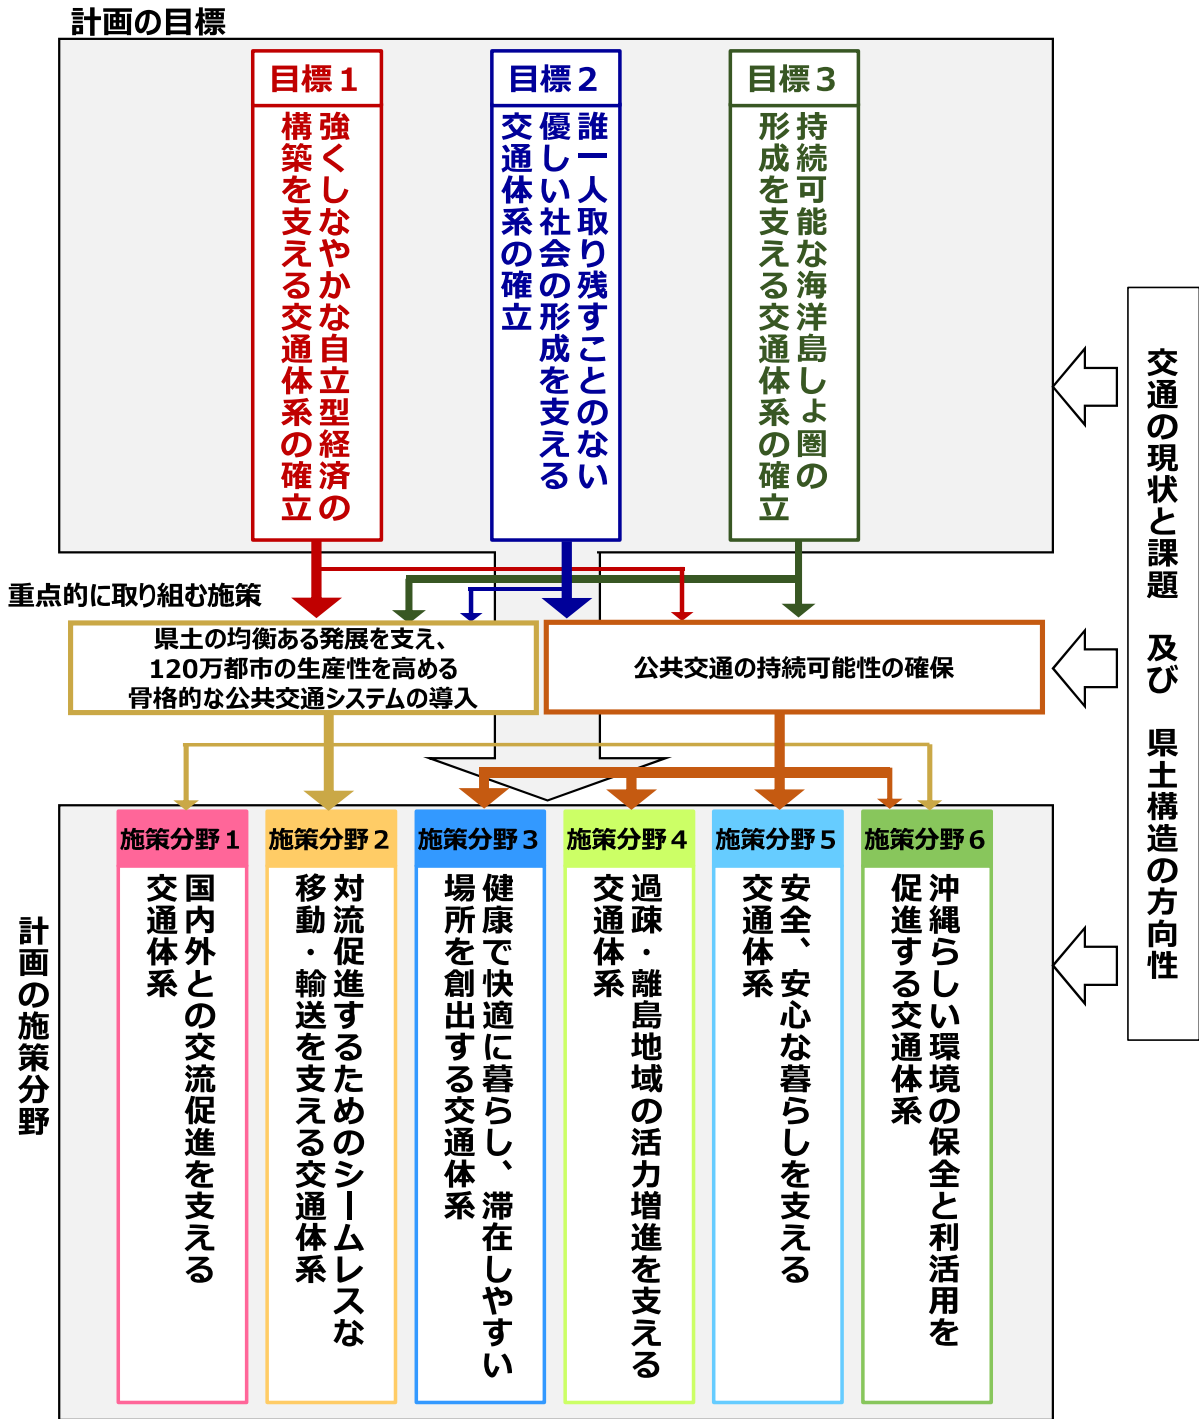 計画の目標
目標１
強くしなやかな自立型経済の
構築を支える交通体系の確立
目標２
誰一人取り残すことのない
優しい社会の形成を支える
交通体系の確立
目標３
持続可能な海洋島しょ圏の
形成を支える交通体系の確立
重点的に取り組む施策
県土の均衡ある発展を支え、
120万都市の生産性を高める
骨格的な公共交通システムの導入
公共交通の持続可能性の確保
交通の現状と課題　及び　県土構造の方向性
計画の施策分野
施策分野１
国内外との交流促進を支える
交通体系
施策分野２
対流促進するためのシームレスな
移動・輸送を支える交通体系
施策分野３
健康で快適に暮らし、滞在しやすい
場所を創出する交通体系
施策分野４
過疎・離島地域の活力増進を支える
交通体系
施策分野５
安全、安心な暮らしを支える
交通体系
施策分野６
沖縄らしい環境の保全と利活用を
促進する交通体系